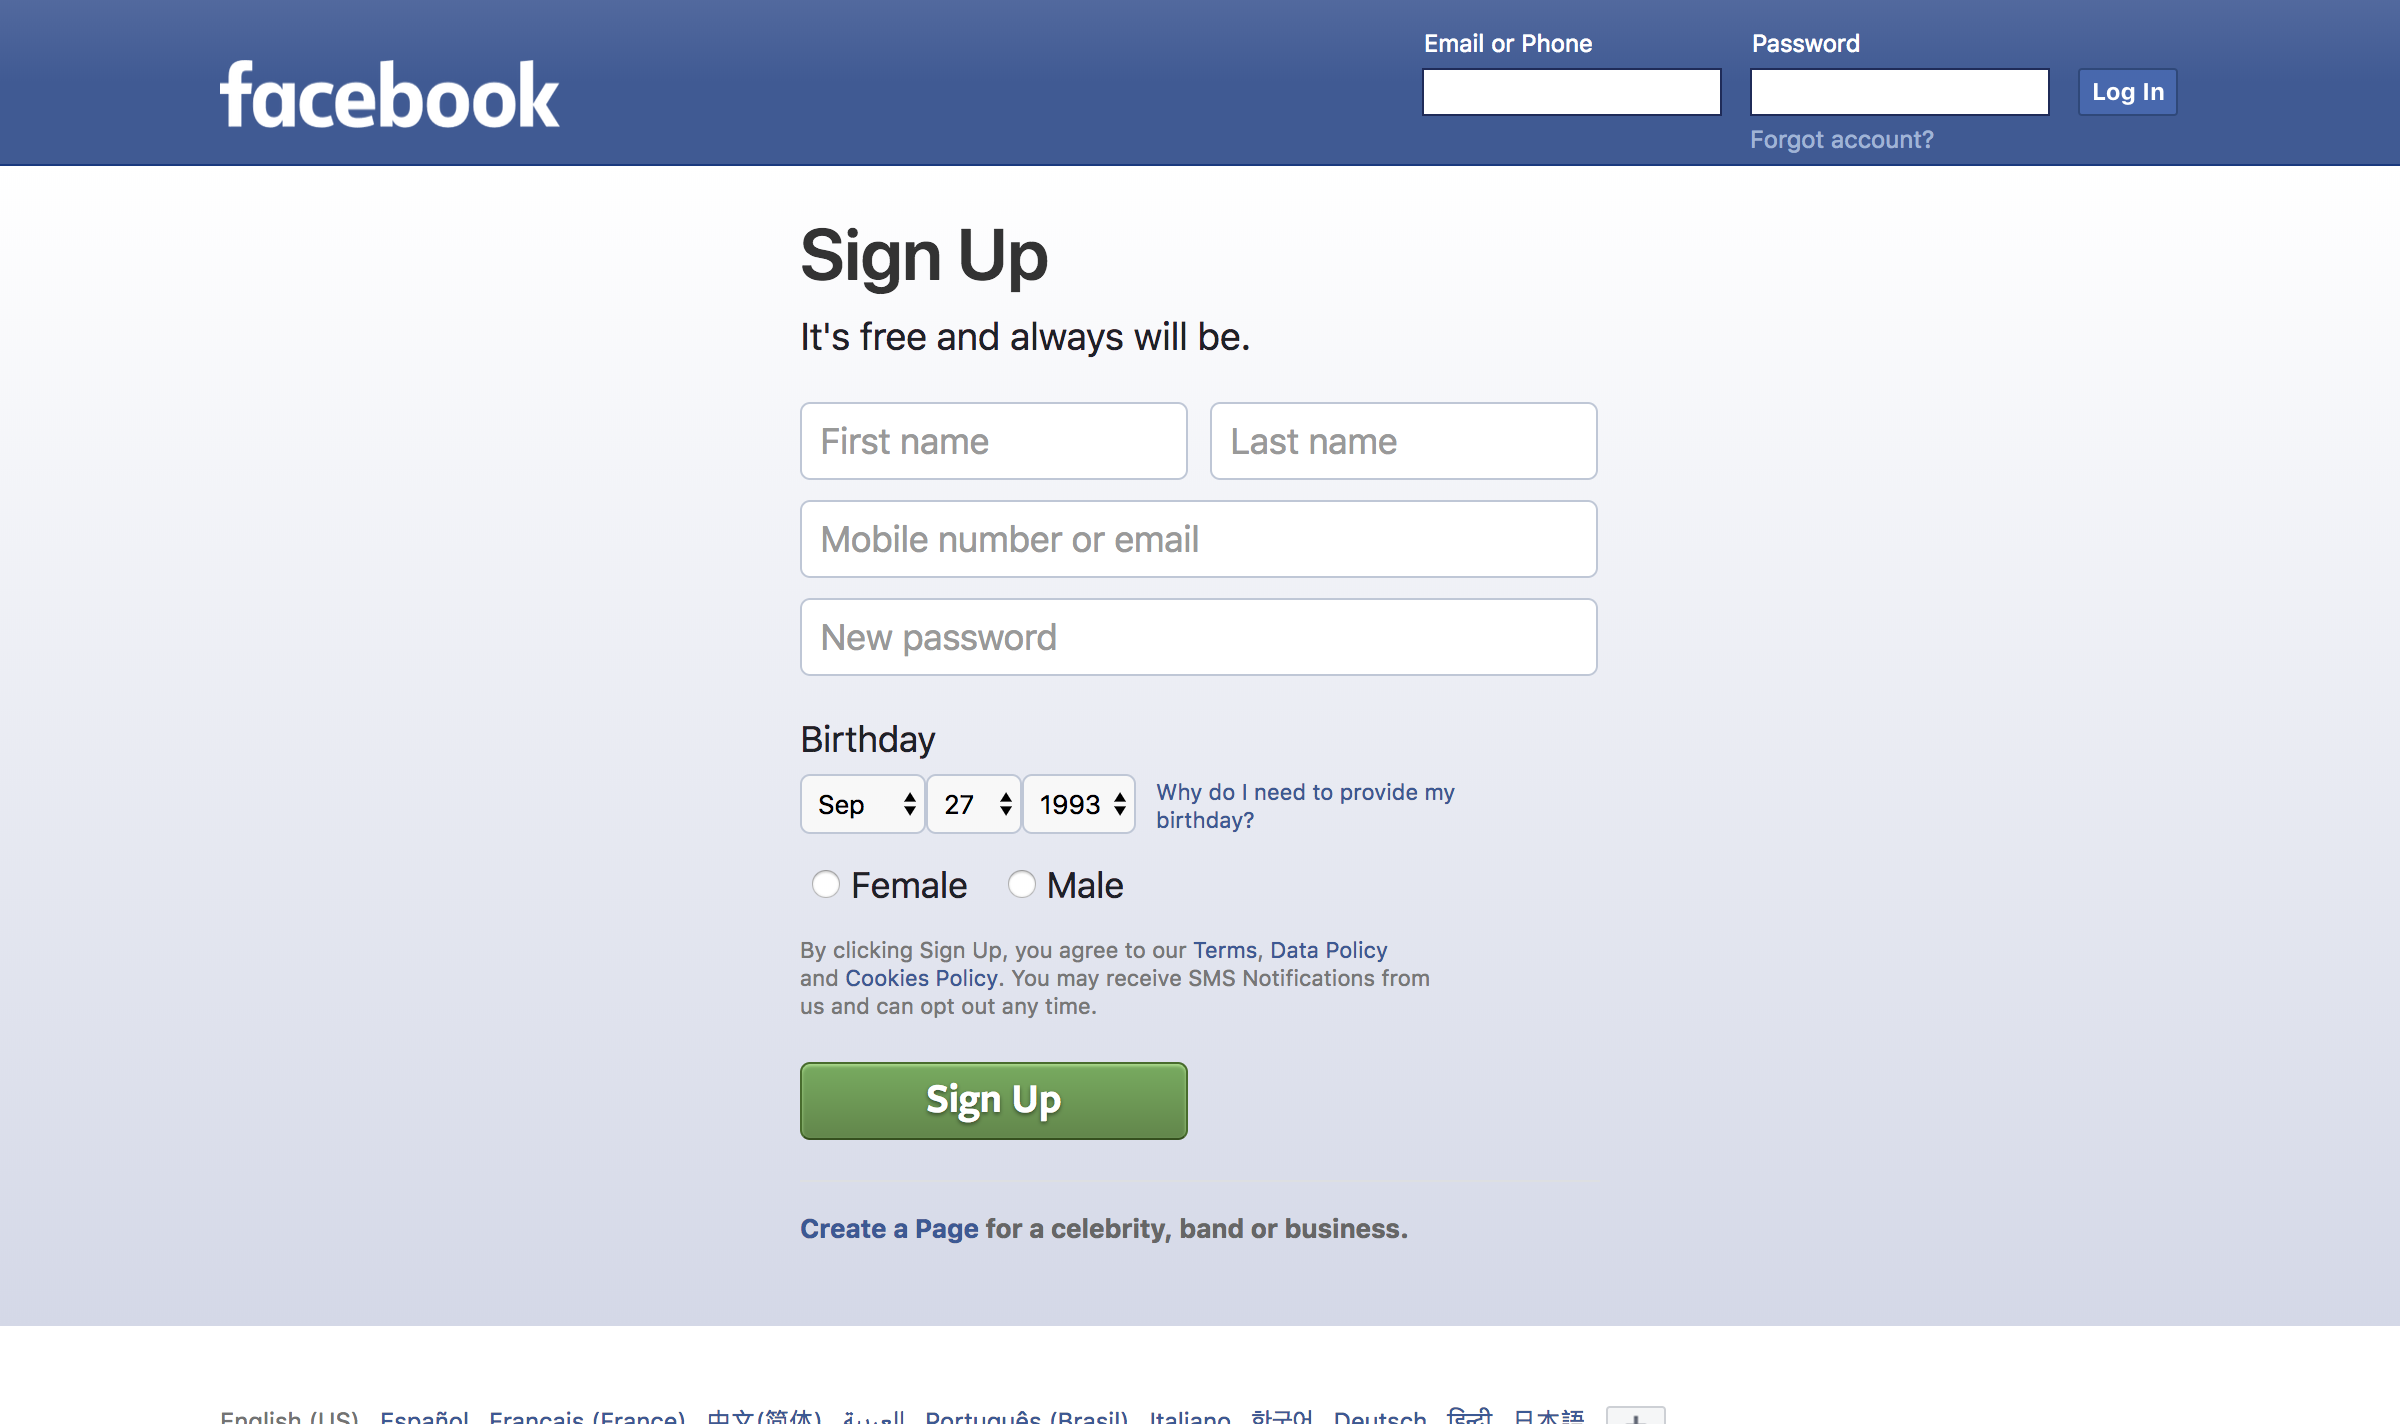 facebook
Email or Phone
Password
Log In
Forgot account?
Sign Up
It's free and always will be.
First name
Last name
Mobile number or email
New password
Birthday
Sep 27 1993
Why do I need to provide my
birthday?
Female Male
By clicking Sign Up, you agree to our Terms, Data Policy
and Cookies Policy. You may receive SMS Notifications from
us and can opt out any time.
Sign Up
Create a Page for a celebrity, band or business.
English (US) Español Français (France) 中文(简体) العربية Português (Brasil) Italiano 한국어 Deutsch हिन्दी 日本語 +